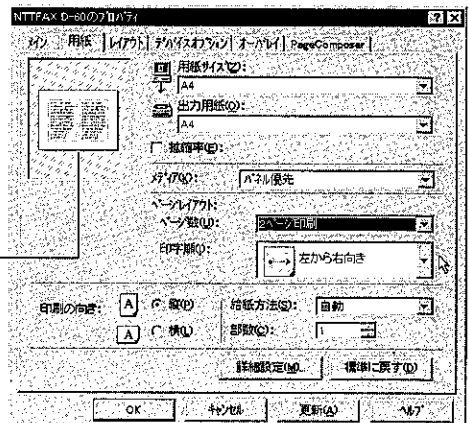 NTTFAX D-60のプロパティ
メイン 用紙 レイアウト デバイスオプション オーバレイ PageComposer
用紙サイズ(Z):
A4
出力用紙(O):
A4
拡縮率(E):
メディア(K): パネル優先
ページレイアウト:
ページ数(U): 2ページ印刷
印字順(I): 左から右向き
印刷の向き: A 縦(P) 給紙方法(S): 自動
A 横(L) 部数(C): 1
詳細設定(M)... 標準に戻す(D)
OK キャンセル 更新(A) ヘルプ